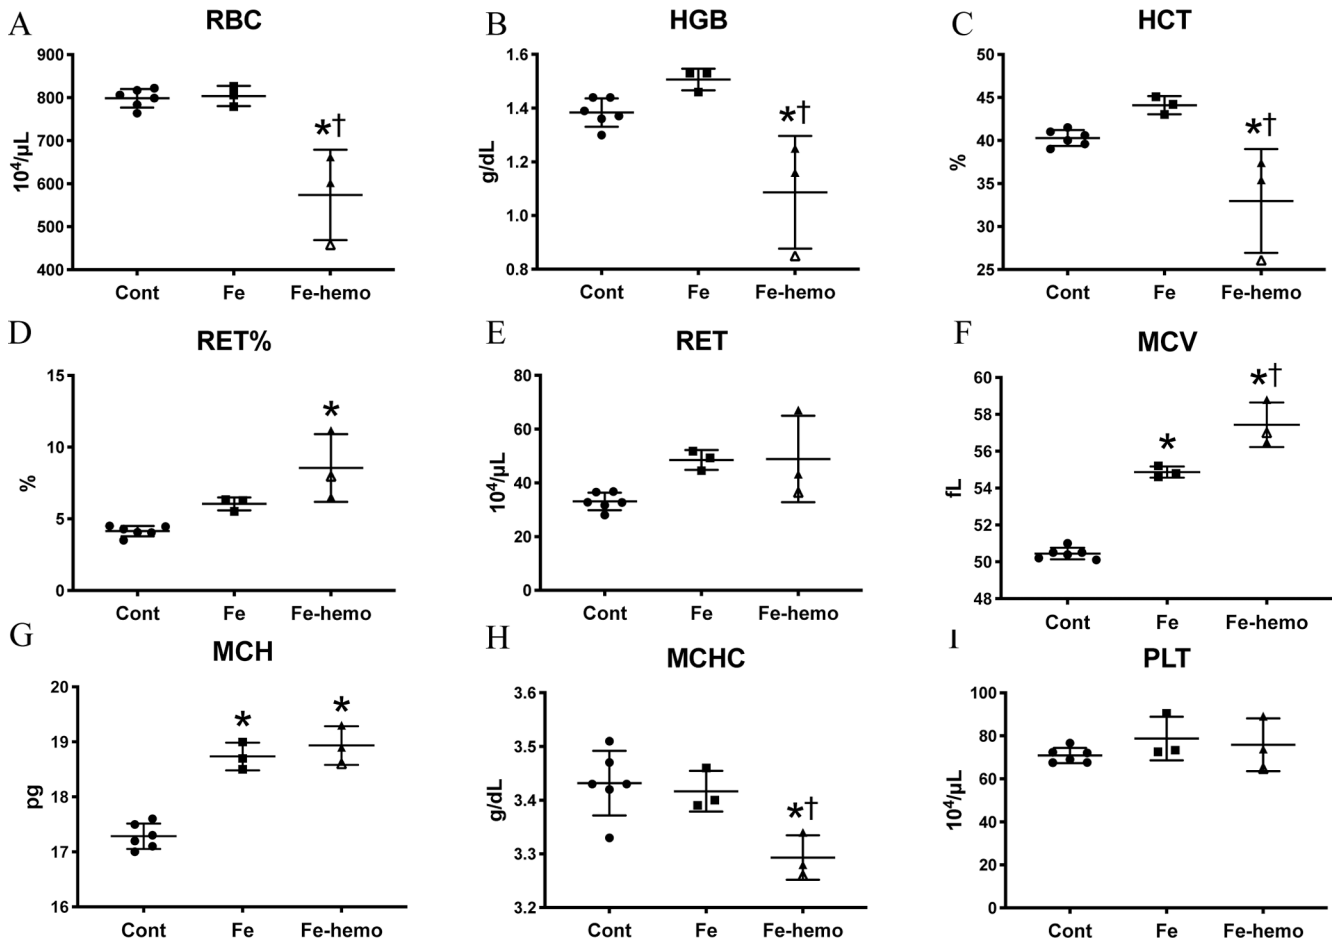 A RBC
900
800
700
600
500
400
10⁴/μL
*†
Cont Fe Fe-hemo
B HGB
1.6
1.4
1.2
1.0
0.8
g/dL
*†
Cont Fe Fe-hemo
C HCT
50
45
40
35
30
25
%
*†
Cont Fe Fe-hemo
D RET%
15
10
5
0
%
*
Cont Fe Fe-hemo
E RET
80
60
40
20
0
10⁴/μL
Cont Fe Fe-hemo
F MCV
60
58
56
54
52
50
48
fL
* *†
Cont Fe Fe-hemo
G MCH
20
19
18
17
16
pg
* *
Cont Fe Fe-hemo
H MCHC
3.6
3.5
3.4
3.3
3.2
g/dL
*†
Cont Fe Fe-hemo
I PLT
100
80
60
40
20
0
10⁴/μL
Cont Fe Fe-hemo